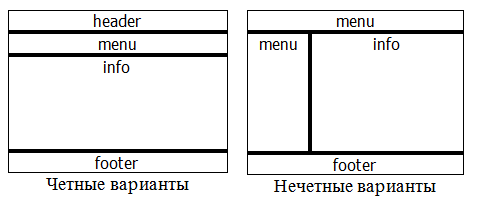 header
menu
info
footer
Четные варианты
menu
menu
info
footer
Нечетные варианты